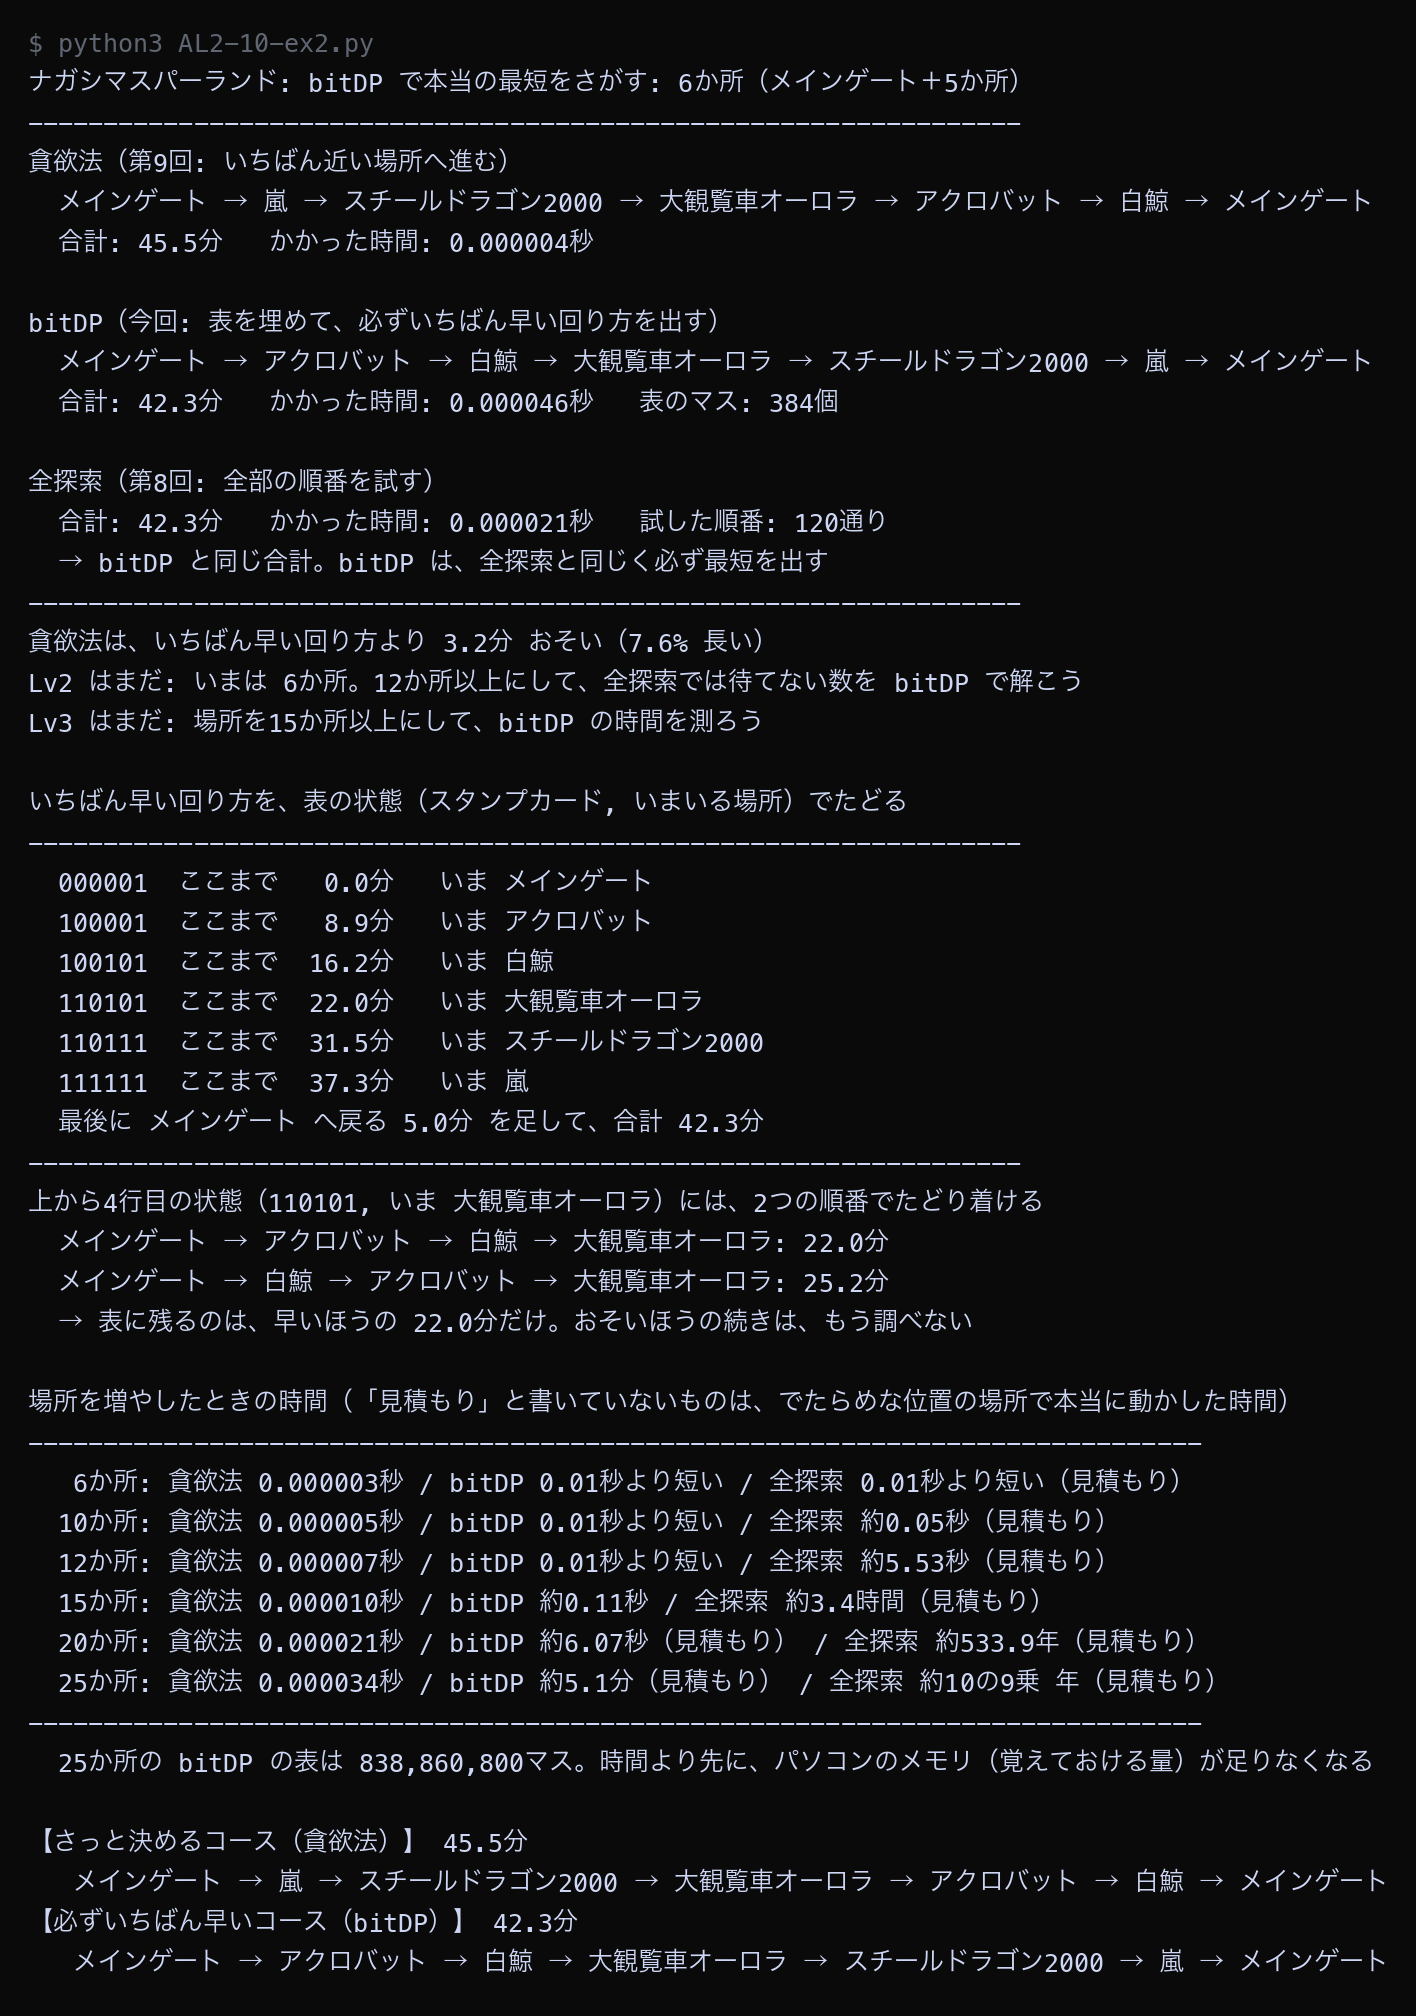 $ python3 AL2-10-ex2.py
ナガシマスパーランド: bitDP で本当の最短をさがす: 6か所（メインゲート＋5か所）
------------------------------------------------------------------
貪欲法（第9回: いちばん近い場所へ進む）
  メインゲート → 嵐 → スチールドラゴン2000 → 大観覧車オーロラ → アクロバット → 白鯨 → メインゲート
  合計: 45.5分   かかった時間: 0.000004秒

bitDP（今回: 表を埋めて、必ずいちばん早い回り方を出す）
  メインゲート → アクロバット → 白鯨 → 大観覧車オーロラ → スチールドラゴン2000 → 嵐 → メインゲート
  合計: 42.3分   かかった時間: 0.000046秒   表のマス: 384個

全探索（第8回: 全部の順番を試す）
  合計: 42.3分   かかった時間: 0.000021秒   試した順番: 120通り
  → bitDP と同じ合計。bitDP は、全探索と同じく必ず最短を出す
------------------------------------------------------------------
貪欲法は、いちばん早い回り方より 3.2分 おそい（7.6% 長い）
Lv2 はまだ: いまは 6か所。12か所以上にして、全探索では待てない数を bitDP で解こう
Lv3 はまだ: 場所を15か所以上にして、bitDP の時間を測ろう

いちばん早い回り方を、表の状態（スタンプカード, いまいる場所）でたどる
------------------------------------------------------------------
  000001  ここまで   0.0分   いま メインゲート
  100001  ここまで   8.9分   いま アクロバット
  100101  ここまで  16.2分   いま 白鯨
  110101  ここまで  22.0分   いま 大観覧車オーロラ
  110111  ここまで  31.5分   いま スチールドラゴン2000
  111111  ここまで  37.3分   いま 嵐
  最後に メインゲート へ戻る 5.0分 を足して、合計 42.3分
------------------------------------------------------------------
上から4行目の状態（110101, いま 大観覧車オーロラ）には、2つの順番でたどり着ける
  メインゲート → アクロバット → 白鯨 → 大観覧車オーロラ: 22.0分
  メインゲート → 白鯨 → アクロバット → 大観覧車オーロラ: 25.2分
  → 表に残るのは、早いほうの 22.0分だけ。おそいほうの続きは、もう調べない

場所を増やしたときの時間（「見積もり」と書いていないものは、でたらめな位置の場所で本当に動かした時間）
------------------------------------------------------------------------------
   6か所: 貪欲法 0.000003秒 / bitDP 0.01秒より短い / 全探索 0.01秒より短い（見積もり）
  10か所: 貪欲法 0.000005秒 / bitDP 0.01秒より短い / 全探索 約0.05秒（見積もり）
  12か所: 貪欲法 0.000007秒 / bitDP 0.01秒より短い / 全探索 約5.53秒（見積もり）
  15か所: 貪欲法 0.000010秒 / bitDP 約0.11秒 / 全探索 約3.4時間（見積もり）
  20か所: 貪欲法 0.000021秒 / bitDP 約6.07秒（見積もり） / 全探索 約533.9年（見積もり）
  25か所: 貪欲法 0.000034秒 / bitDP 約5.1分（見積もり） / 全探索 約10の9乗 年（見積もり）
------------------------------------------------------------------------------
  25か所の bitDP の表は 838,860,800マス。時間より先に、パソコンのメモリ（覚えておける量）が足りなくなる

【さっと決めるコース（貪欲法）】 45.5分
   メインゲート → 嵐 → スチールドラゴン2000 → 大観覧車オーロラ → アクロバット → 白鯨 → メインゲート
【必ずいちばん早いコース（bitDP）】 42.3分
   メインゲート → アクロバット → 白鯨 → 大観覧車オーロラ → スチールドラゴン2000 → 嵐 → メインゲート